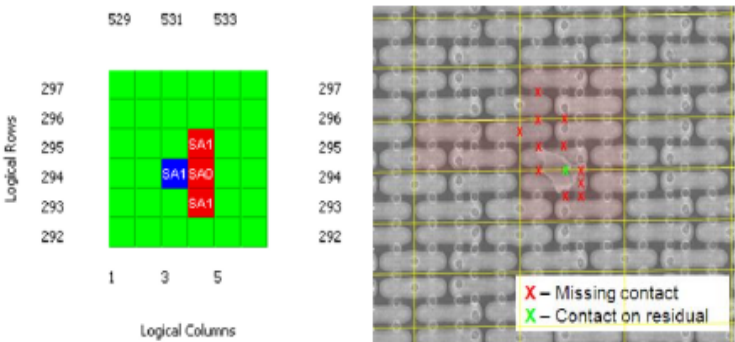 529 531 533
297 297
296 296
295 SA1 295
294 SA1 SA0 294
293 SA1 293
292 292
Logical Rows
1 3 5
Logical Columns
X – Missing contact
X – Contact on residual